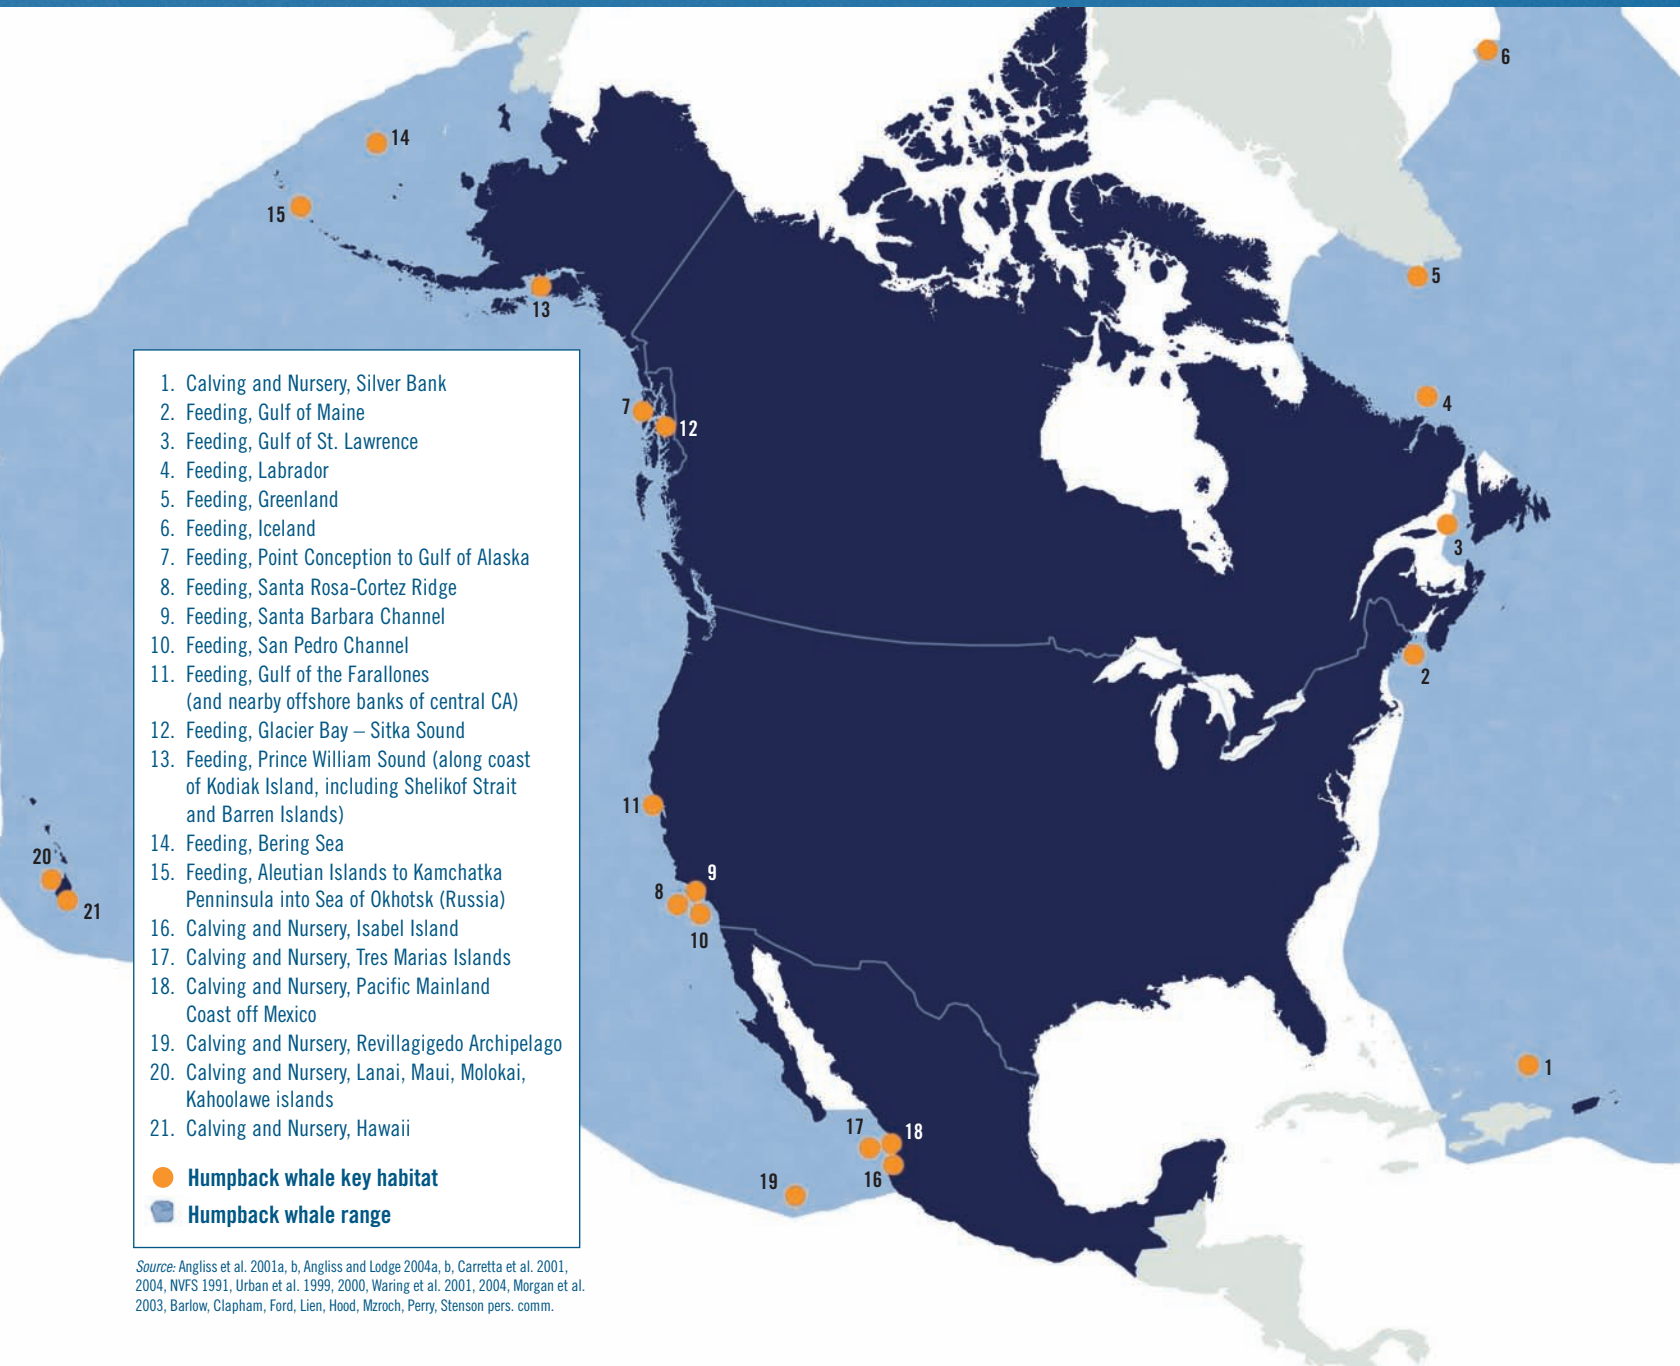 6
14
15
5
13
4
7
12
3
2
11
9
8
10
20
21
1
17
18
16
19
1. Calving and Nursery, Silver Bank
2. Feeding, Gulf of Maine
3. Feeding, Gulf of St. Lawrence
4. Feeding, Labrador
5. Feeding, Greenland
6. Feeding, Iceland
7. Feeding, Point Conception to Gulf of Alaska
8. Feeding, Santa Rosa-Cortez Ridge
9. Feeding, Santa Barbara Channel
10. Feeding, San Pedro Channel
11. Feeding, Gulf of the Farallones
(and nearby offshore banks of central CA)
12. Feeding, Glacier Bay – Sitka Sound
13. Feeding, Prince William Sound (along coast
of Kodiak Island, including Shelikof Strait
and Barren Islands)
14. Feeding, Bering Sea
15. Feeding, Aleutian Islands to Kamchatka
Penninsula into Sea of Okhotsk (Russia)
16. Calving and Nursery, Isabel Island
17. Calving and Nursery, Tres Marias Islands
18. Calving and Nursery, Pacific Mainland
Coast off Mexico
19. Calving and Nursery, Revillagigedo Archipelago
20. Calving and Nursery, Lanai, Maui, Molokai,
Kahoolawe islands
21. Calving and Nursery, Hawaii
Humpback whale key habitat
Humpback whale range
Source: Angliss et al. 2001a, b, Angliss and Lodge 2004a, b, Carretta et al. 2001,
2004, NVFS 1991, Urban et al. 1999, 2000, Waring et al. 2001, 2004, Morgan et al.
2003, Barlow, Clapham, Ford, Lien, Hood, Mzroch, Perry, Stenson pers. comm.